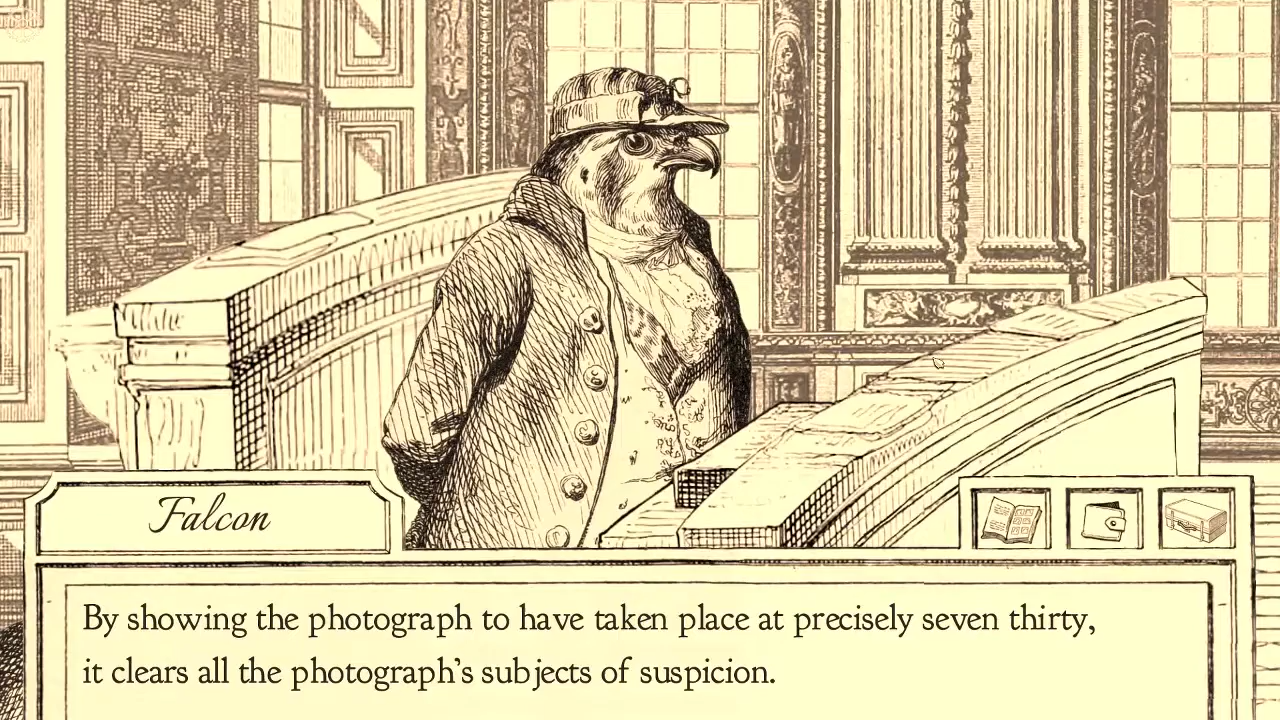 Falcon
By showing the photograph to have taken place at precisely seven thirty,
it clears all the photograph's subjects of suspicion.